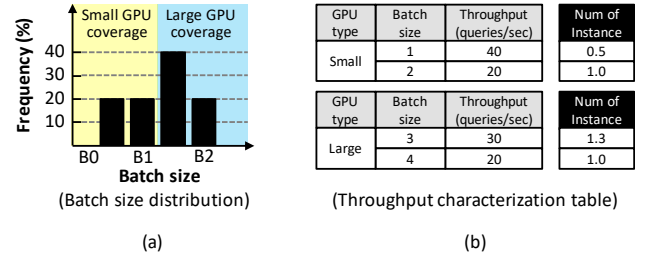 Small GPU coverage
Large GPU coverage
Frequency (%)
40
30
20
10
B0 B1 B2
Batch size
(Batch size distribution)
(a)
GPU type Batch size Throughput (queries/sec) Num of Instance
Small 1 40 0.5
2 20 1.0
GPU type Batch size Throughput (queries/sec) Num of Instance
Large 3 30 1.3
4 20 1.0
(Throughput characterization table)
(b)